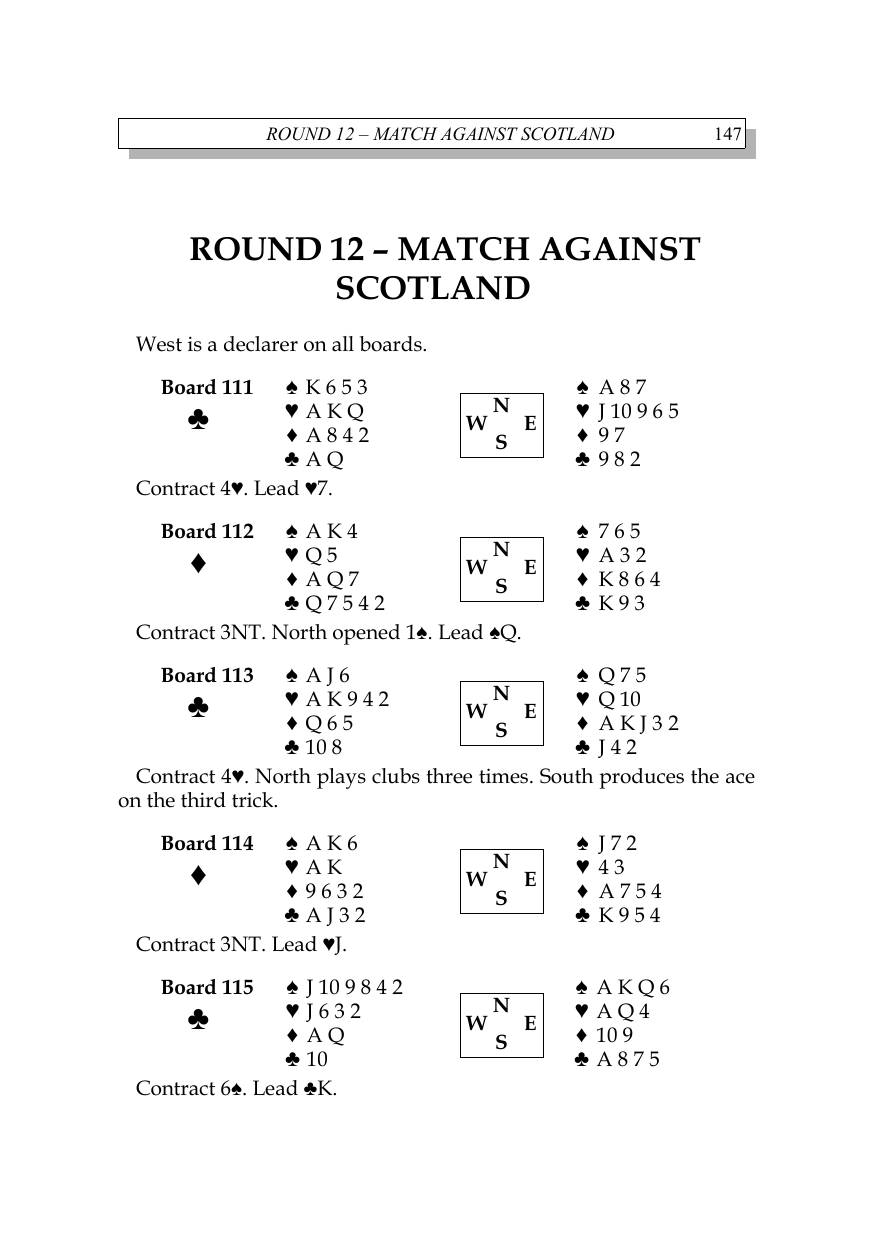 ROUND 12 – MATCH AGAINST SCOTLAND 147
ROUND 12 – MATCH AGAINST
SCOTLAND
West is a declarer on all boards.
Board 111 ♠ K 6 5 3 N ♠ A 8 7
♣ ♥ A K Q W E ♥ J 10 9 6 5
♦ A 8 4 2 S ♦ 9 7
♣ A Q ♣ 9 8 2
Contract 4♥. Lead ♥7.
Board 112 ♠ A K 4 N ♠ 7 6 5
♦ ♥ Q 5 W E ♥ A 3 2
♦ A Q 7 S ♦ K 8 6 4
♣ Q 7 5 4 2 ♣ K 9 3
Contract 3NT. North opened 1♠. Lead ♠Q.
Board 113 ♠ A J 6 N ♠ Q 7 5
♣ ♥ A K 9 4 2 W E ♥ Q 10
♦ Q 6 5 S ♦ A K J 3 2
♣ 10 8 ♣ J 4 2
Contract 4♥. North plays clubs three times. South produces the ace
on the third trick.
Board 114 ♠ A K 6 N ♠ J 7 2
♦ ♥ A K W E ♥ 4 3
♦ 9 6 3 2 S ♦ A 7 5 4
♣ A J 3 2 ♣ K 9 5 4
Contract 3NT. Lead ♥J.
Board 115 ♠ J 10 9 8 4 2 N ♠ A K Q 6
♣ ♥ J 6 3 2 W E ♥ A Q 4
♦ A Q S ♦ 10 9
♣ 10 ♣ A 8 7 5
Contract 6♠. Lead ♣K.